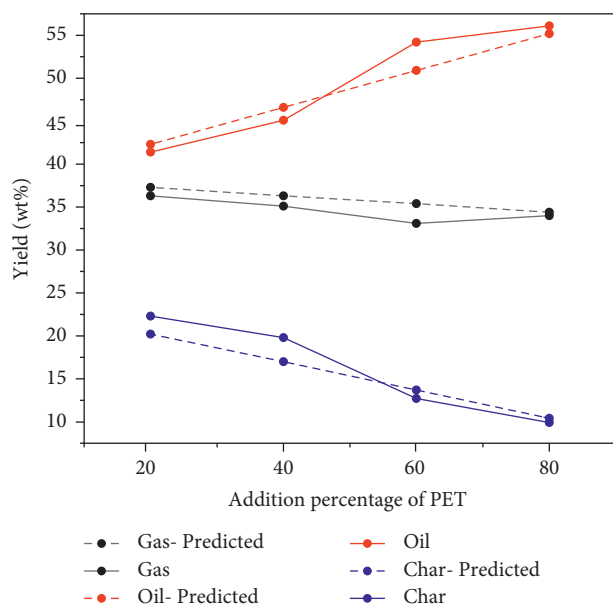 55
50
45
40
35
30
20
15
10
Yield (wt%)
20 40 60 80
Addition percentage of PET
Gas- Predicted
Gas
Oil- Predicted
Oil
Char- Predicted
Char